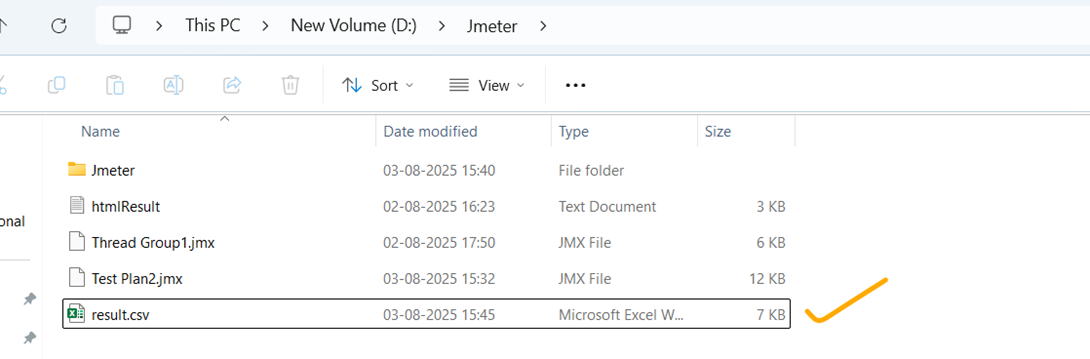 This PC > New Volume (D:) > Jmeter >
Sort View ...
Name Date modified Type Size
Jmeter 03-08-2025 15:40 File folder
htmlResult 02-08-2025 16:23 Text Document 3 KB
onal
Thread Group1.jmx 02-08-2025 17:50 JMX File 6 KB
Test Plan2.jmx 03-08-2025 15:32 JMX File 12 KB
result.csv 03-08-2025 15:45 Microsoft Excel W... 7 KB